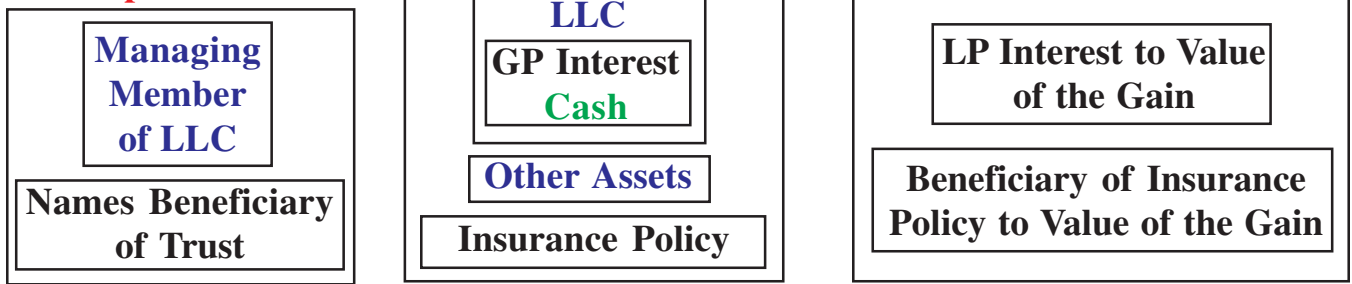 Managing
Member
of LLC
Names Beneficiary
of Trust
LLC
GP Interest
Cash
Other Assets
Insurance Policy
LP Interest to Value
of the Gain
Beneficiary of Insurance
Policy to Value of the Gain